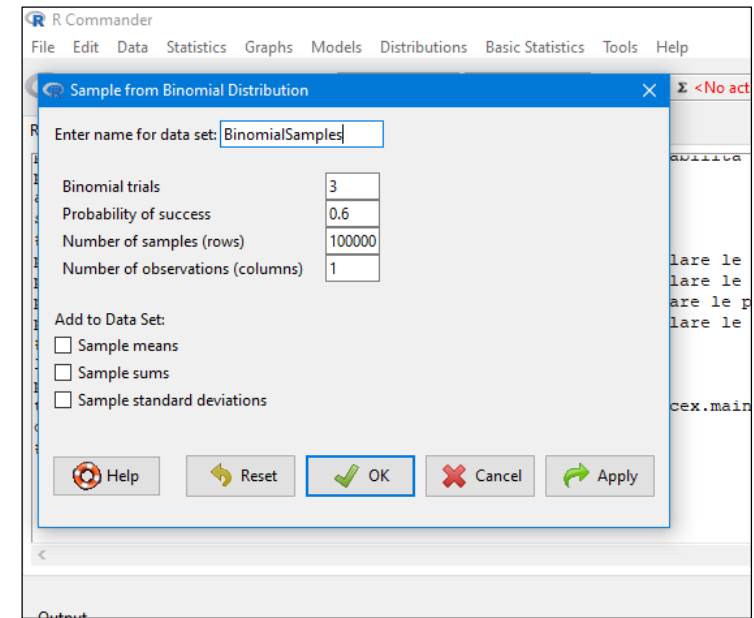 R Commander
File Edit Data Statistics Graphs Models Distributions Basic Statistics Tools Help
Sample from Binomial Distribution
Σ <No act
Enter name for data set: BinomialSamples
Binomial trials 3
Probability of success 0.6
Number of samples (rows) 100000
lare le
Number of observations (columns) 1
lare le
are le p
Add to Data Set:
lare le
Sample means
Sample sums
Sample standard deviations
cex.main
Help Reset OK Cancel Apply
<
Output